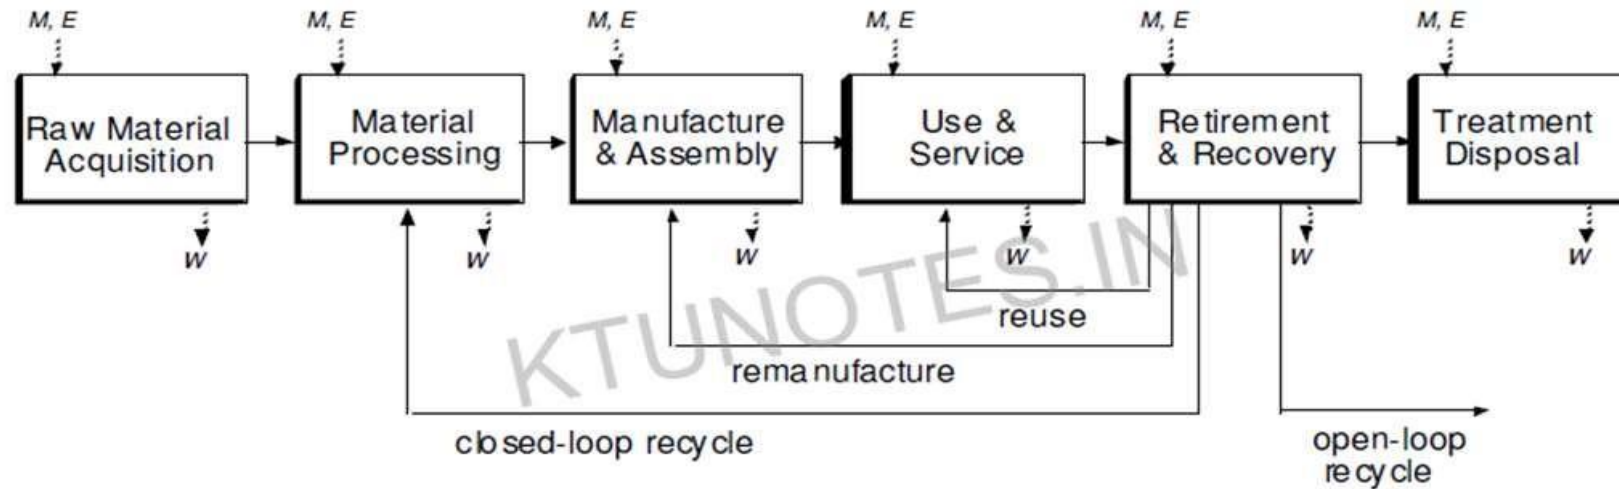 M, E
M, E
M, E
M, E
M, E
M, E
Raw Material
Acquisition
Material
Processing
Manufacture
& Assembly
Use &
Service
Retirement
& Recovery
Treatment
Disposal
W
W
W
W
W
W
KTUNOTES.IN
reuse
remanufacture
closed-loop recycle
open-loop
recycle